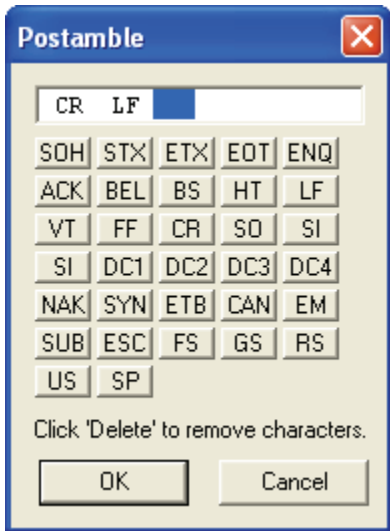 Postamble
CR LF
SOH STX ETX EOT ENQ
ACK BEL BS HT LF
VT FF CR SO SI
SI DC1 DC2 DC3 DC4
NAK SYN ETB CAN EM
SUB ESC FS GS RS
US SP
Click 'Delete' to remove characters.
OK Cancel